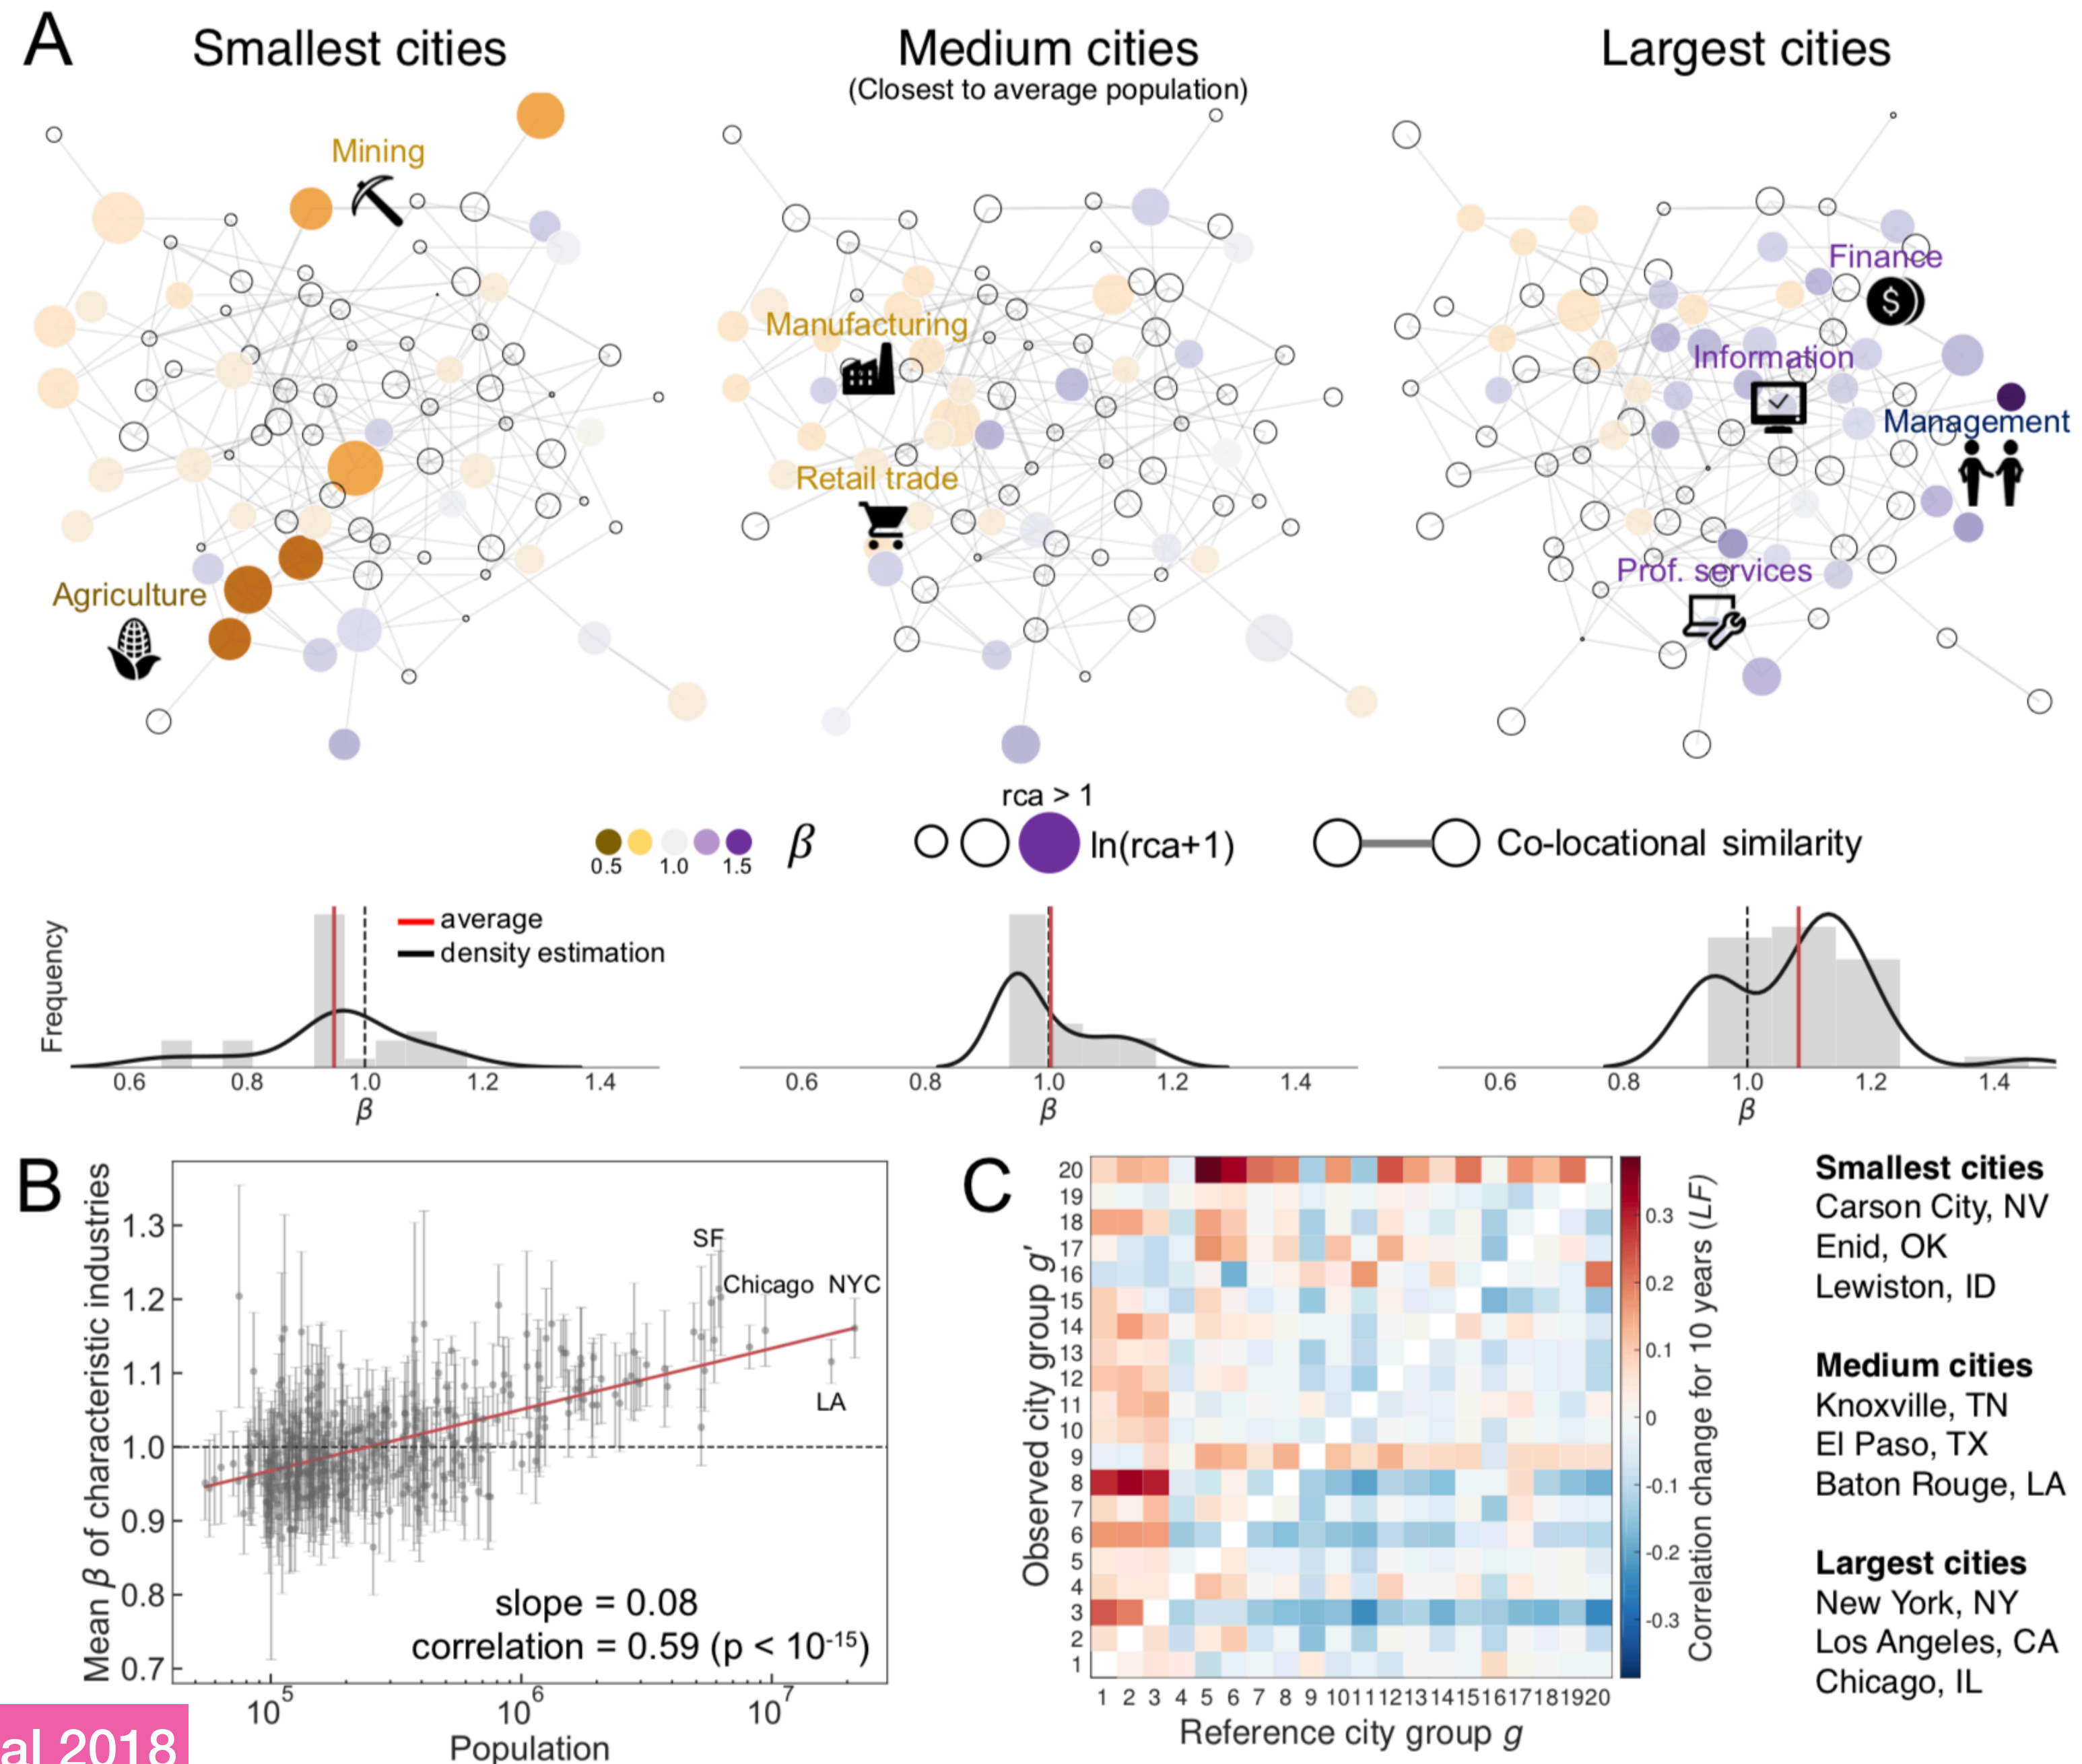 A
Smallest cities
Medium cities
(Closest to average population)
Largest cities
Mining
Agriculture
Manufacturing
Retail trade
Finance
$
Information
Management
Prof. services
0.5 1.0 1.5
β
rca > 1
ln(rca+1)
Co-locational similarity
Frequency
average
density estimation
0.6 0.8 1.0 1.2 1.4
β
0.6 0.8 1.0 1.2 1.4
β
0.6 0.8 1.0 1.2 1.4
β
B
Mean β of characteristic industries
1.3
1.2
1.1
1.0
0.9
0.8
0.7
SF
Chicago NYC
LA
slope = 0.08
correlation = 0.59 (p < 10⁻¹⁵)
10⁵ 10⁶ 10⁷
Population
C
Observed city group g'
20
19
18
17
16
15
14
13
12
11
10
9
8
7
6
5
4
3
2
1
1 2 3 4 5 6 7 8 9 10 11 12 13 14 15 16 17 18 19 20
Reference city group g
0.3
0.2
0.1
0
-0.1
-0.2
-0.3
Correlation change for 10 years (LF)
Smallest cities
Carson City, NV
Enid, OK
Lewiston, ID
Medium cities
Knoxville, TN
El Paso, TX
Baton Rouge, LA
Largest cities
New York, NY
Los Angeles, CA
Chicago, IL
al 2018